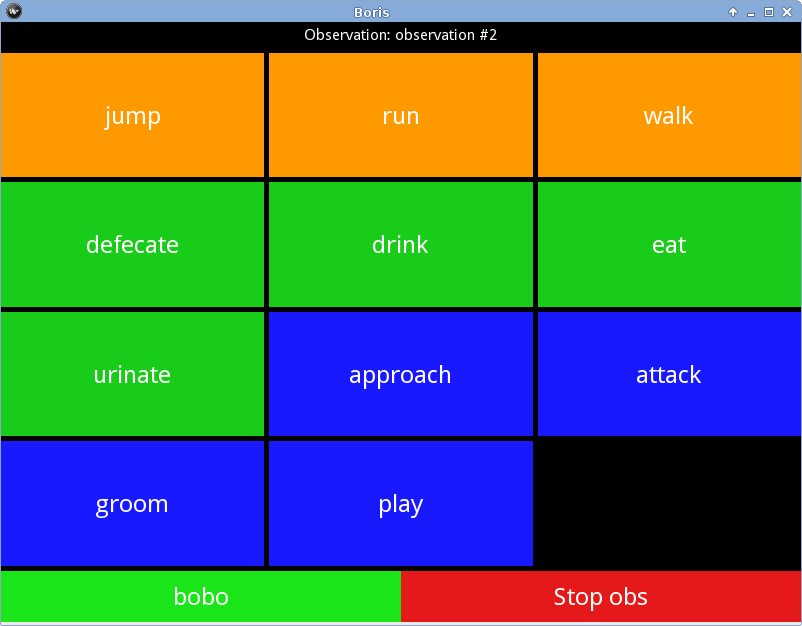 Boris
Observation: observation #2
jump run walk
defecate drink eat
urinate approach attack
groom play
bobo Stop obs